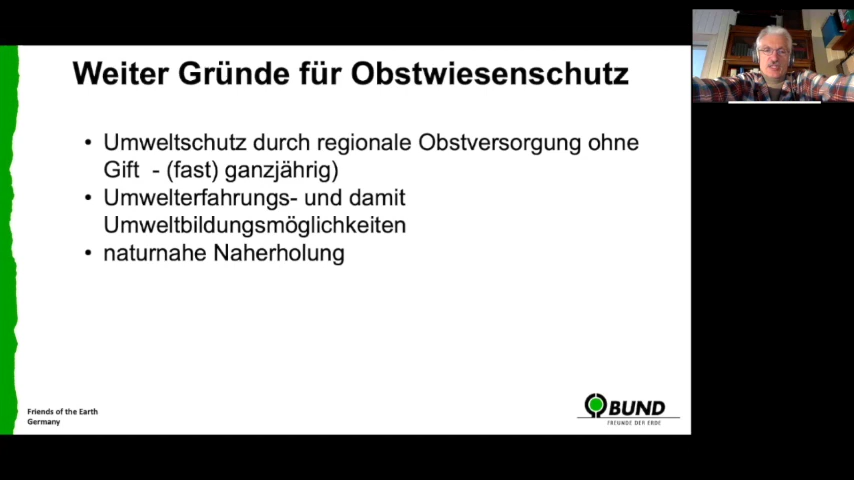 Weiter Gründe für Obstwiesenschutz
• Umweltschutz durch regionale Obstversorgung ohne
Gift - (fast) ganzjährig)
• Umwelterfahrungs- und damit
Umweltbildungsmöglichkeiten
• naturnahe Naherholung
Friends of the Earth
Germany
BUND
FREUNDE DER ERDE